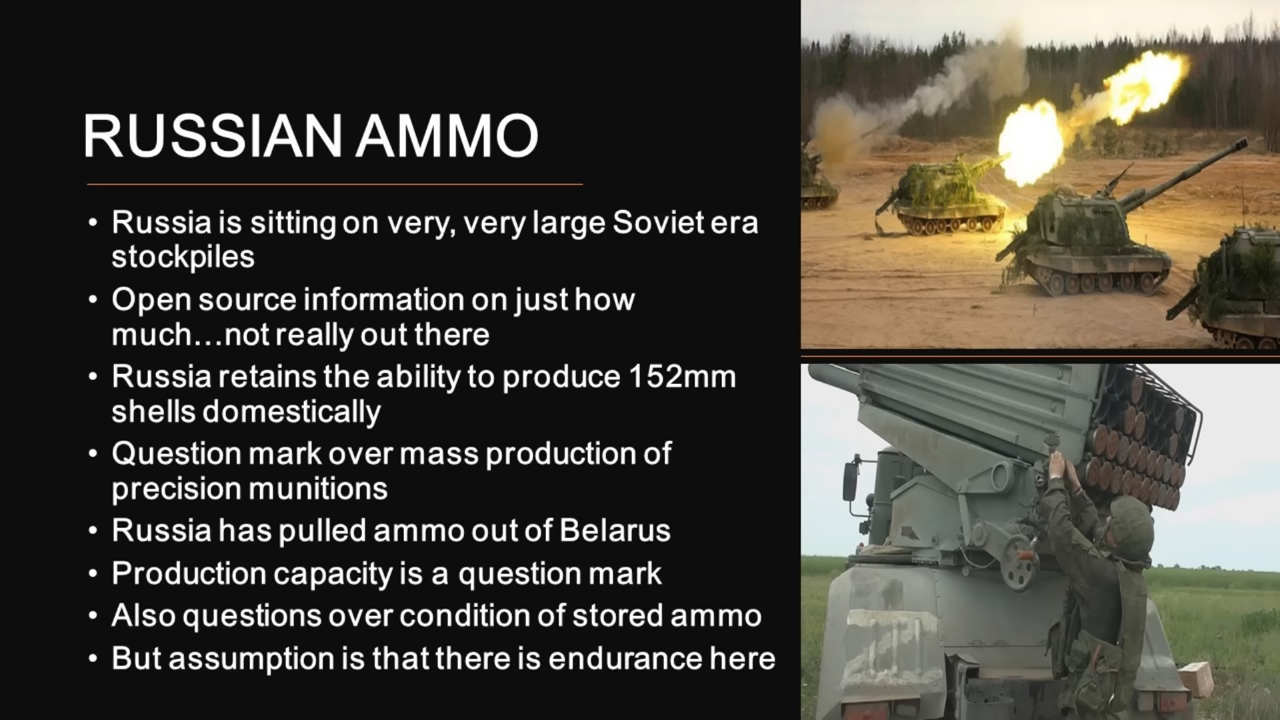 RUSSIAN AMMO
• Russia is sitting on very, very large Soviet era
stockpiles
• Open source information on just how
much...not really out there
• Russia retains the ability to produce 152mm
shells domestically
• Question mark over mass production of
precision munitions
• Russia has pulled ammo out of Belarus
• Production capacity is a question mark
• Also questions over condition of stored ammo
• But assumption is that there is endurance here